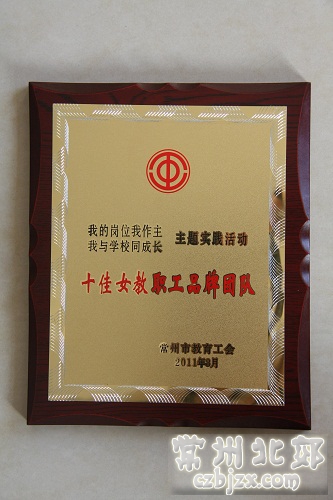 我的岗位我作主
我与学校同成长
主题实践活动
十佳女教职工品牌团队
常州市教育工会
2011年3月
常州北郊
czbjzx.com